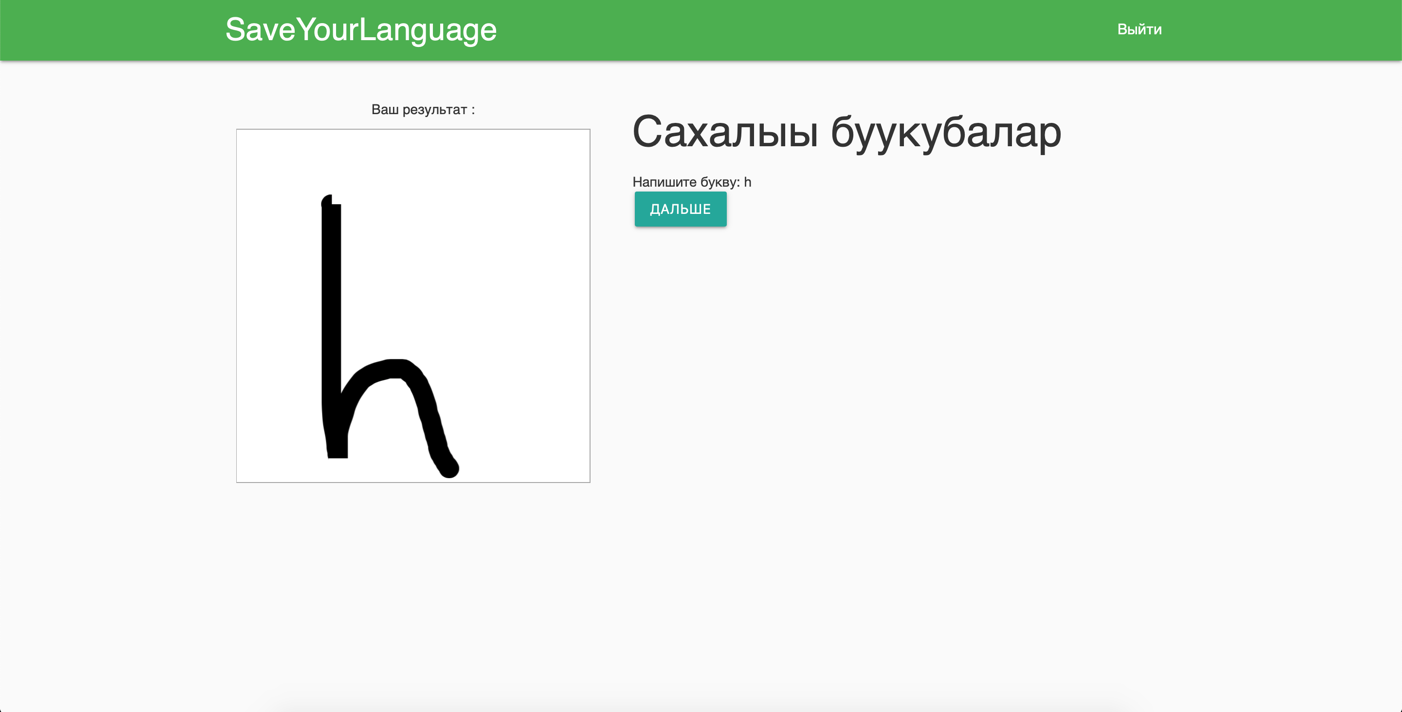 SaveYourLanguage
Выйти
Ваш результат :
h
Сахалыы буукубалар
Напишите букву: h
ДАЛЬШЕ